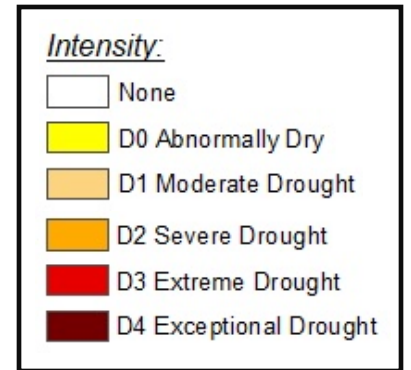 Intensity:
None
D0 Abnormally Dry
D1 Moderate Drought
D2 Severe Drought
D3 Extreme Drought
D4 Exceptional Drought